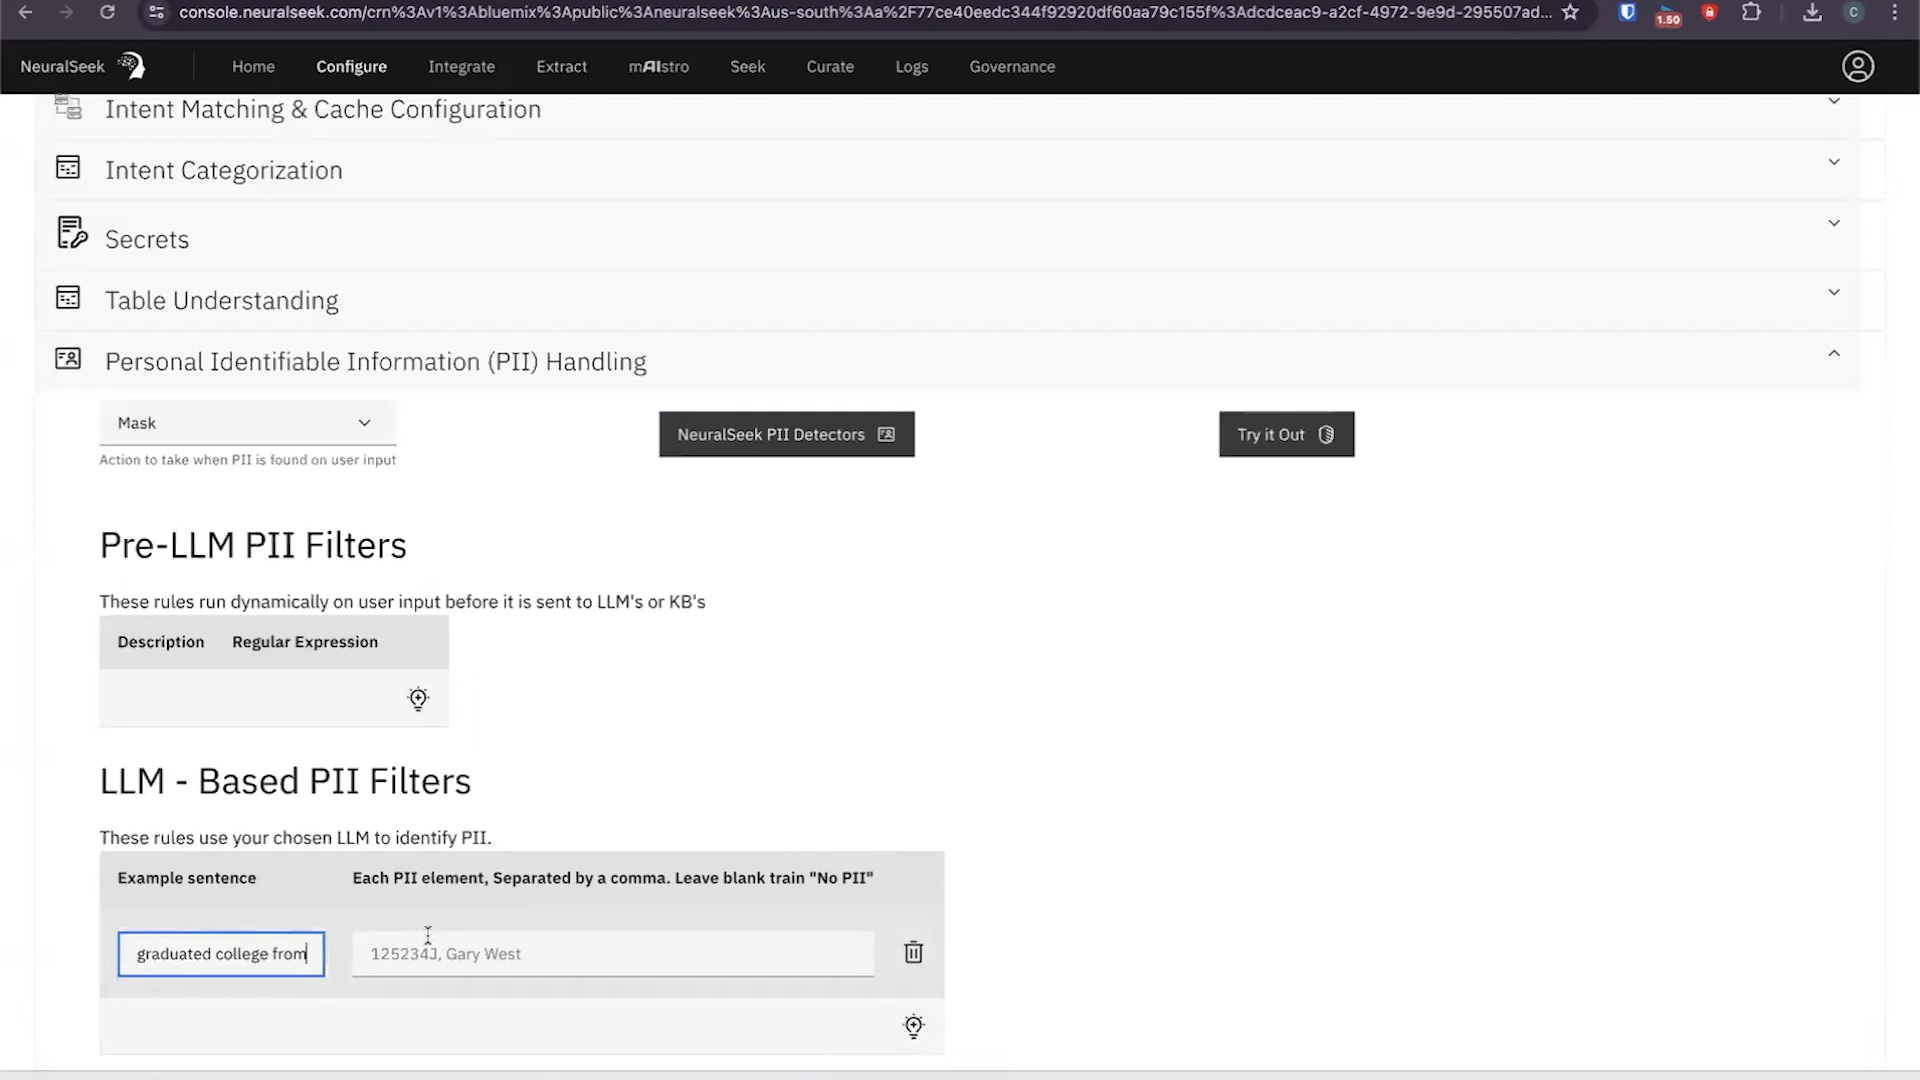 console.neuralseek.com/crn%3Av1%3Abluemix%3Apublic%3Aneuralseek%3Aus-south%3Aa%2F77ce40eedc344f92920df60aa79c155f%3Adcdceac9-a2cf-4972-9e9d-295507ad...
1.50
C
NeuralSeek
Home
Configure
Integrate
Extract
mAIstro
Seek
Curate
Logs
Governance
Intent Matching & Cache Configuration
Intent Categorization
Secrets
Table Understanding
Personal Identifiable Information (PII) Handling
Mask
NeuralSeek PII Detectors
Try it Out
Action to take when PII is found on user input
Pre-LLM PII Filters
These rules run dynamically on user input before it is sent to LLM's or KB's
Description Regular Expression
LLM - Based PII Filters
These rules use your chosen LLM to identify PII.
Example sentence Each PII element, Separated by a comma. Leave blank train "No PII"
graduated college from 125234J, Gary West